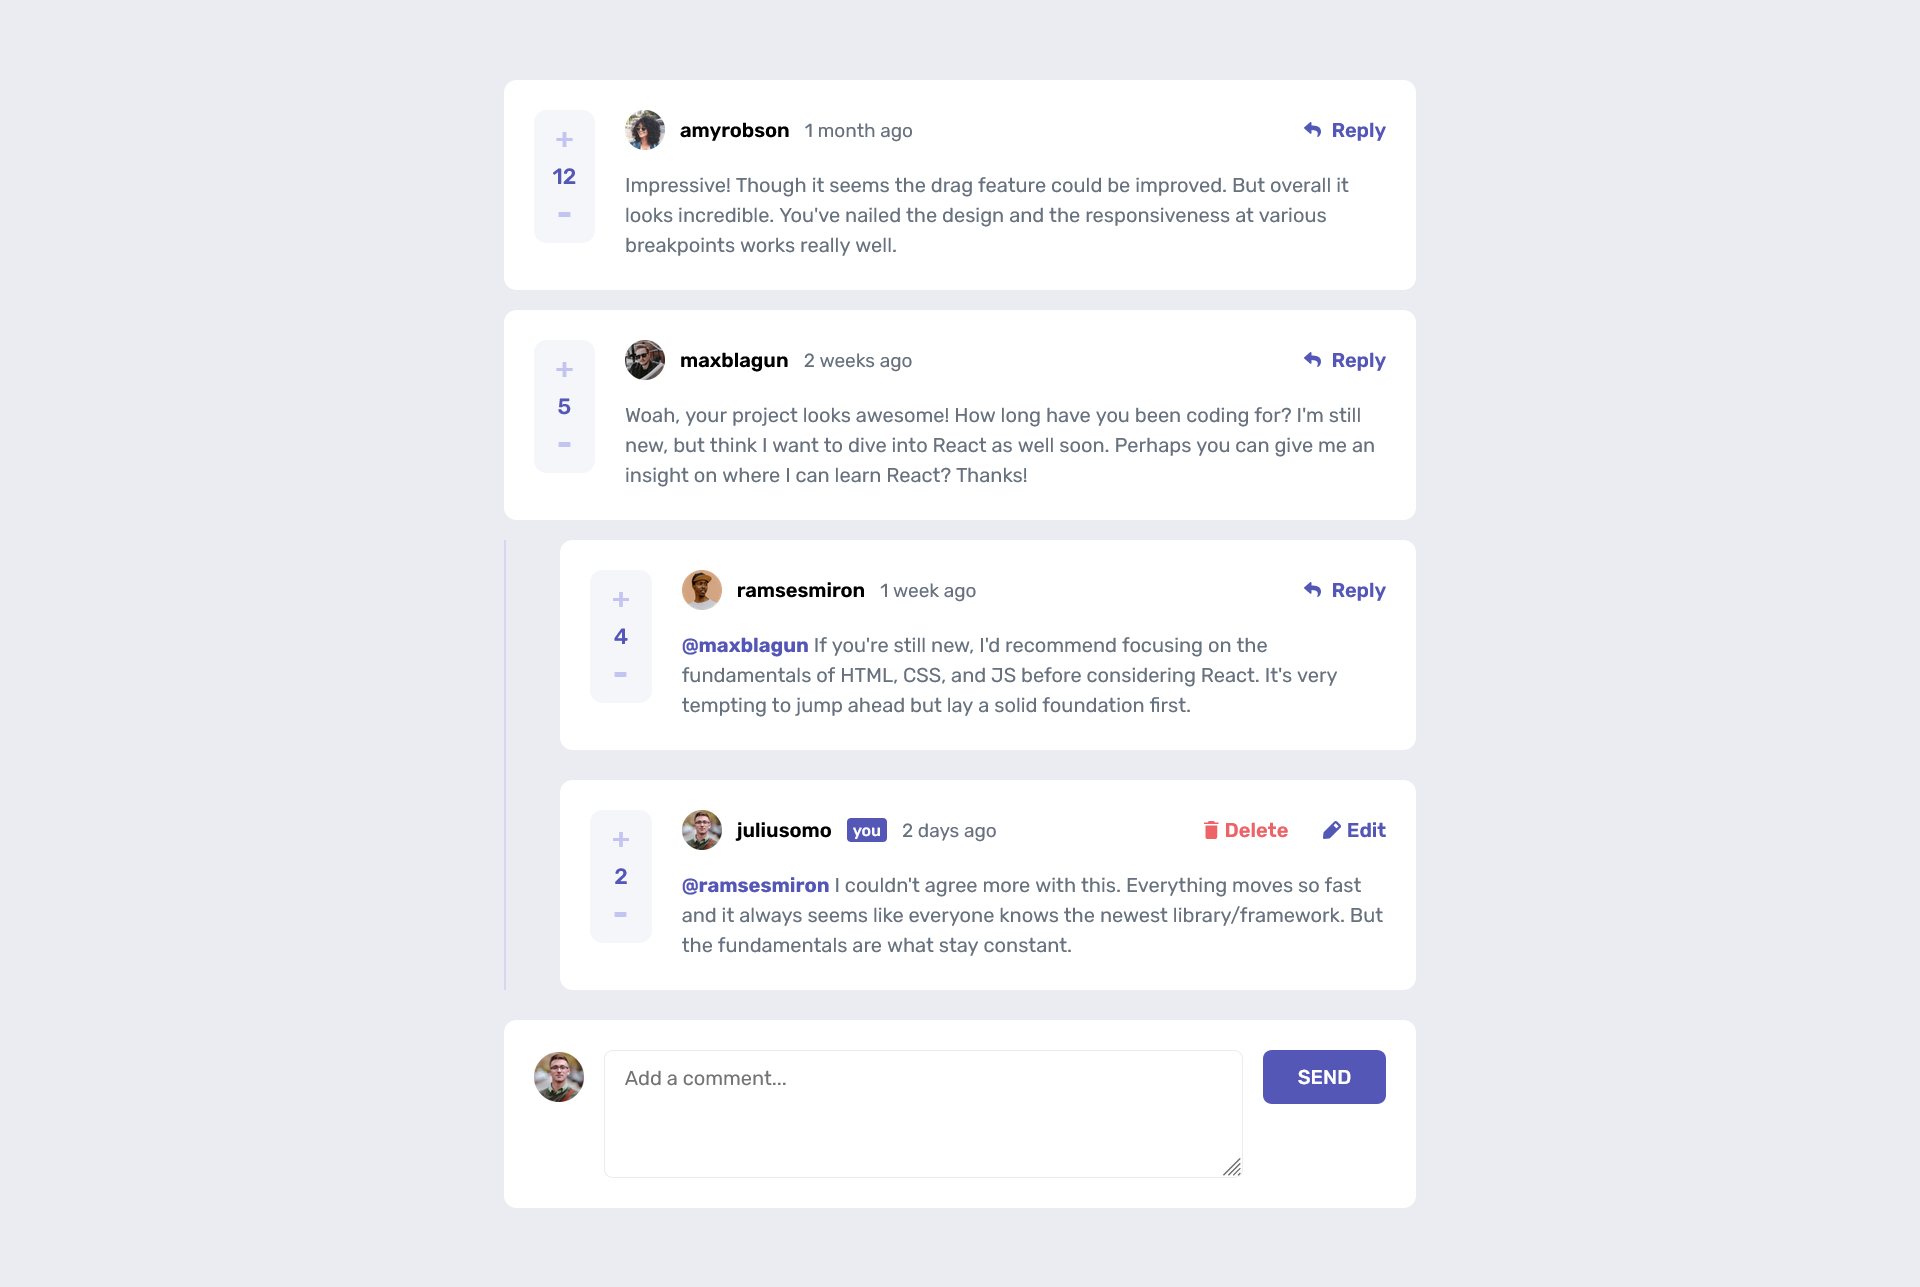 +
12
-
amyrobson 1 month ago Reply
Impressive! Though it seems the drag feature could be improved. But overall it
looks incredible. You've nailed the design and the responsiveness at various
breakpoints works really well.
+
5
-
maxblagun 2 weeks ago Reply
Woah, your project looks awesome! How long have you been coding for? I'm still
new, but think I want to dive into React as well soon. Perhaps you can give me an
insight on where I can learn React? Thanks!
+
4
-
ramsesmiron 1 week ago Reply
@maxblagun If you're still new, I'd recommend focusing on the
fundamentals of HTML, CSS, and JS before considering React. It's very
tempting to jump ahead but lay a solid foundation first.
+
2
-
juliusomo you 2 days ago Delete Edit
@ramsesmiron I couldn't agree more with this. Everything moves so fast
and it always seems like everyone knows the newest library/framework. But
the fundamentals are what stay constant.
Add a comment... SEND